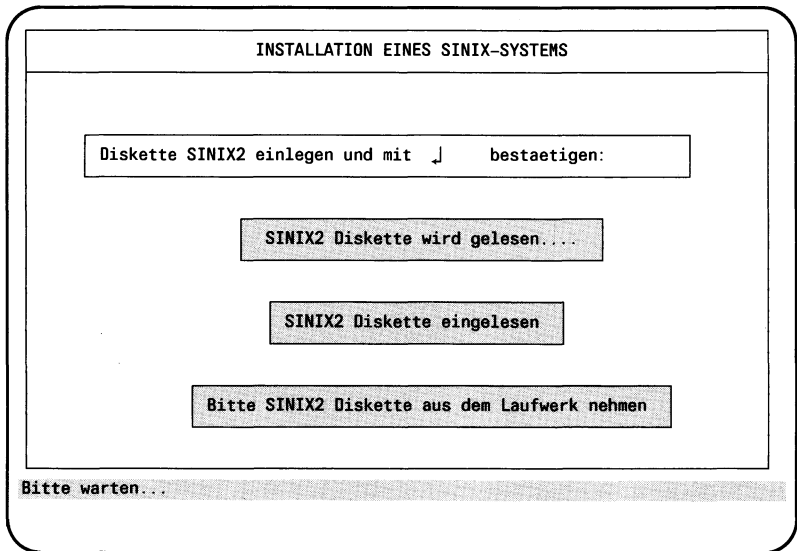 INSTALLATION EINES SINIX–SYSTEMS
Diskette SINIX2 einlegen und mit ↵ bestaetigen:
SINIX2 Diskette wird gelesen....
SINIX2 Diskette eingelesen
Bitte SINIX2 Diskette aus dem Laufwerk nehmen
Bitte warten...